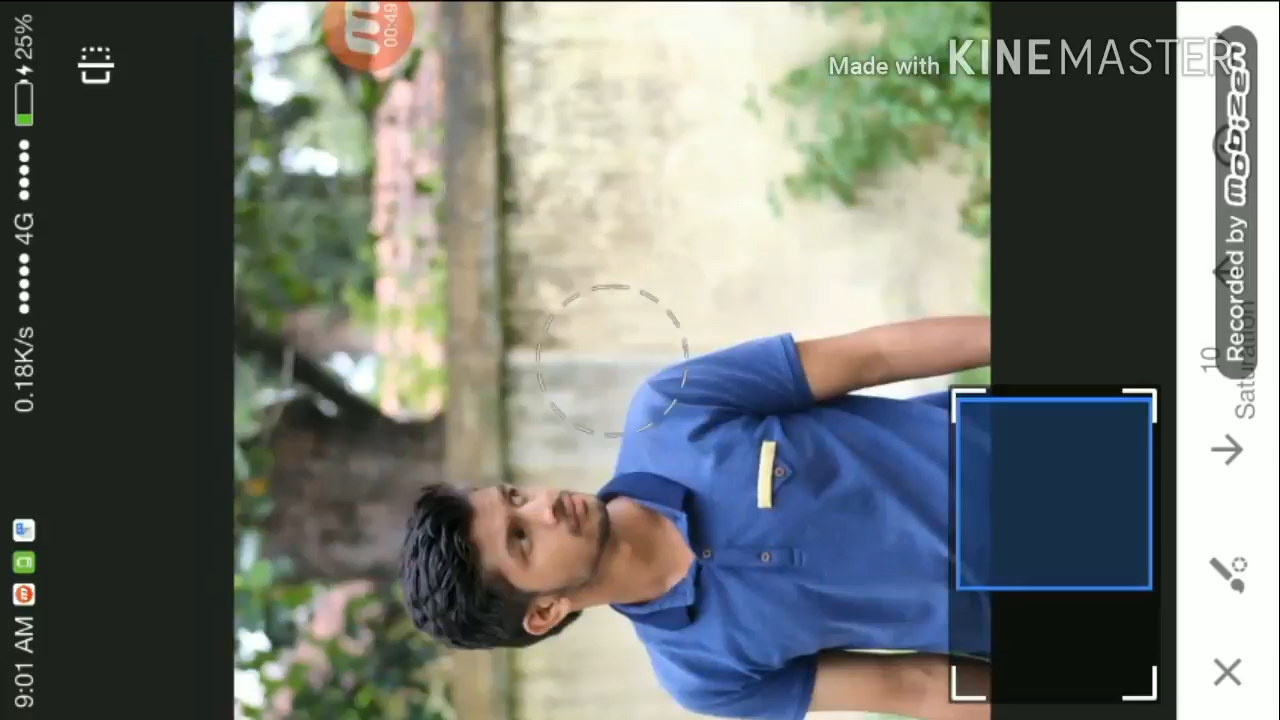 9:01 AM
0.18K/s
4G
25%
00:49
Made with KINEMASTER
Recorded by mobizen
10
Saturation